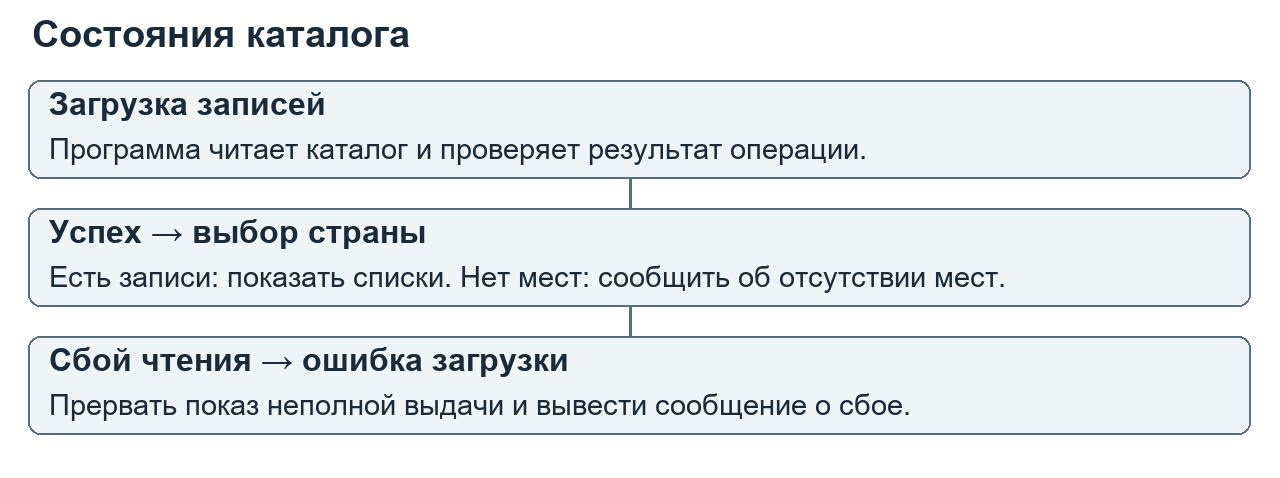 Состояния каталога
Загрузка записей
Программа читает каталог и проверяет результат операции.
Успех → выбор страны
Есть записи: показать списки. Нет мест: сообщить об отсутствии мест.
Сбой чтения → ошибка загрузки
Прервать показ неполной выдачи и вывести сообщение о сбое.